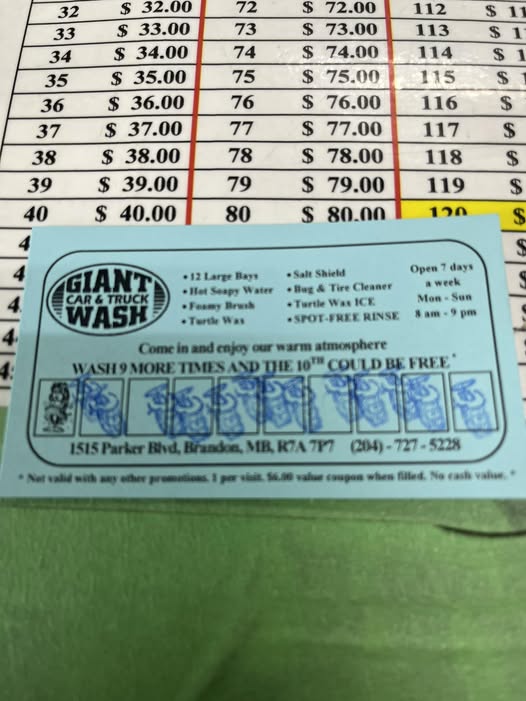 32 $ 32.00 72 $ 72.00 112 $ 11
33 $ 33.00 73 $ 73.00 113 $ 1
34 $ 34.00 74 $ 74.00 114 $ 1
35 $ 35.00 75 $ 75.00 115 $
36 $ 36.00 76 $ 76.00 116 $
37 $ 37.00 77 $ 77.00 117 $
38 $ 38.00 78 $ 78.00 118 $
39 $ 39.00 79 $ 79.00 119 $
40 $ 40.00 80 $ 80.00 120 $
GIANT
CAR & TRUCK
WASH
• 12 Large Bays
• Hot Soapy Water
• Foamy Brush
• Turtle Wax
• Salt Shield
• Bug & Tire Cleaner
• Turtle Wax ICE
• SPOT-FREE RINSE
Open 7 days
a week
Mon - Sun
8 am - 9 pm
Come in and enjoy our warm atmosphere
WASH 9 MORE TIMES AND THE 10TH COULD BE FREE *
1515 Parker Blvd, Brandon, MB, R7A 7P7 (204) - 727 - 5228
* Not valid with any other promotions. 1 per visit. $6.00 value coupon when filled. No cash value. *